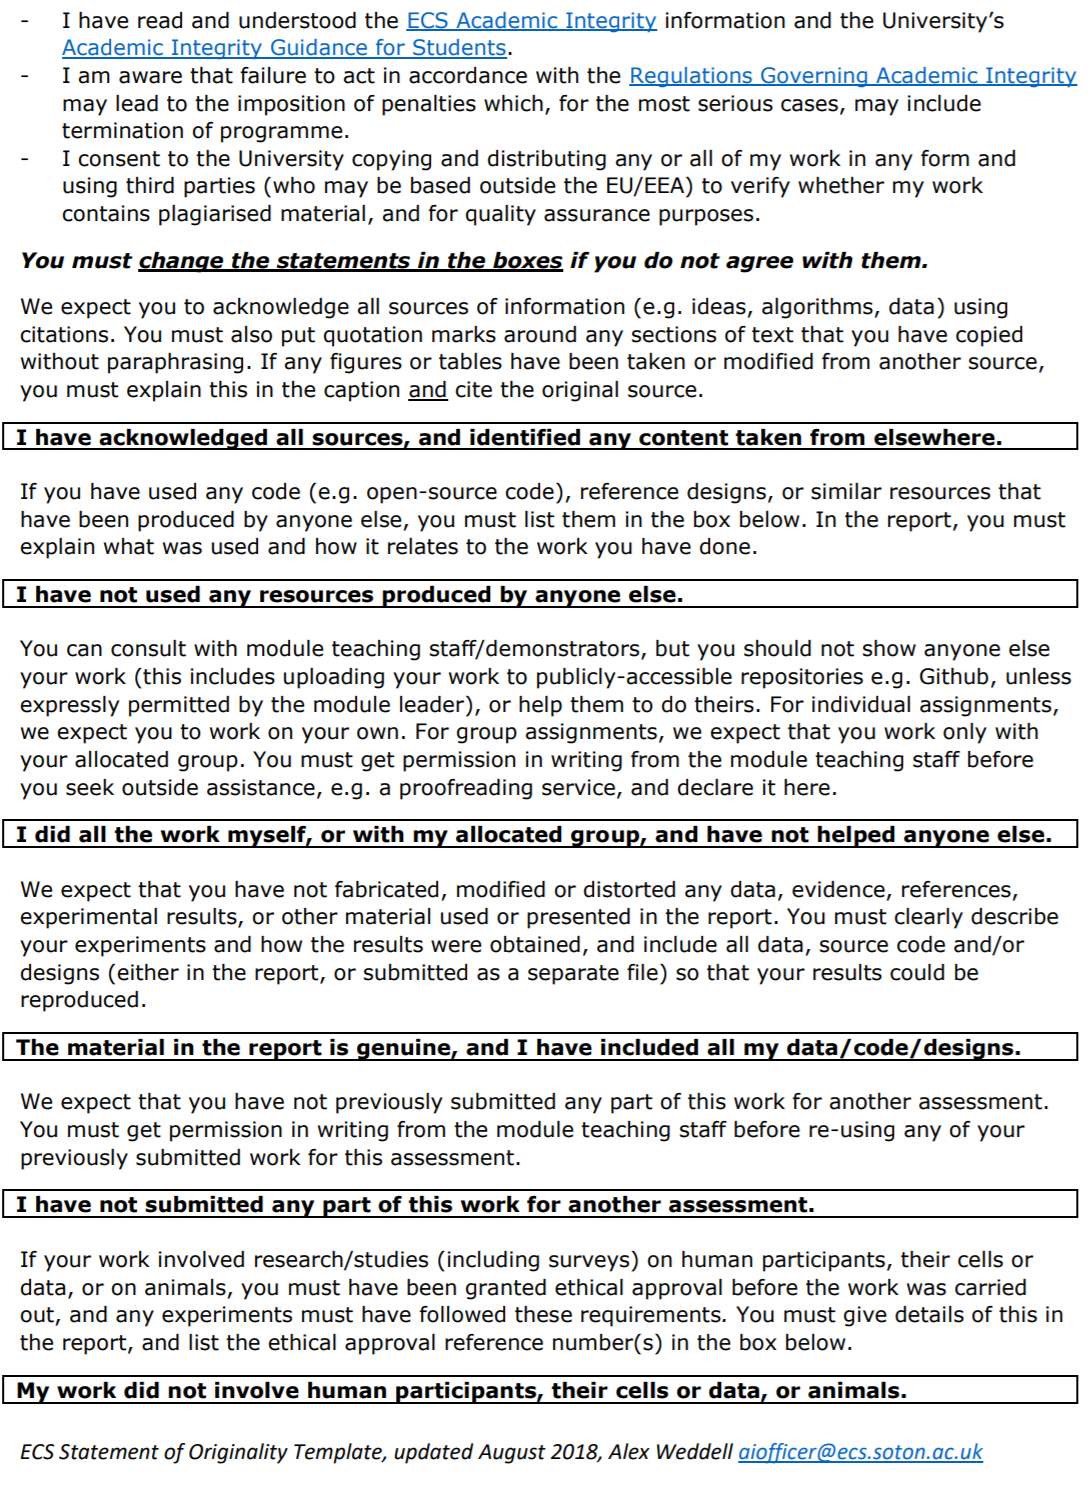 - I have read and understood the ECS Academic Integrity information and the University's
Academic Integrity Guidance for Students.
- I am aware that failure to act in accordance with the Regulations Governing Academic Integrity
may lead to the imposition of penalties which, for the most serious cases, may include
termination of programme.
- I consent to the University copying and distributing any or all of my work in any form and
using third parties (who may be based outside the EU/EEA) to verify whether my work
contains plagiarised material, and for quality assurance purposes.
You must change the statements in the boxes if you do not agree with them.
We expect you to acknowledge all sources of information (e.g. ideas, algorithms, data) using
citations. You must also put quotation marks around any sections of text that you have copied
without paraphrasing. If any figures or tables have been taken or modified from another source,
you must explain this in the caption and cite the original source.
I have acknowledged all sources, and identified any content taken from elsewhere.
If you have used any code (e.g. open-source code), reference designs, or similar resources that
have been produced by anyone else, you must list them in the box below. In the report, you must
explain what was used and how it relates to the work you have done.
I have not used any resources produced by anyone else.
You can consult with module teaching staff/demonstrators, but you should not show anyone else
your work (this includes uploading your work to publicly-accessible repositories e.g. Github, unless
expressly permitted by the module leader), or help them to do theirs. For individual assignments,
we expect you to work on your own. For group assignments, we expect that you work only with
your allocated group. You must get permission in writing from the module teaching staff before
you seek outside assistance, e.g. a proofreading service, and declare it here.
I did all the work myself, or with my allocated group, and have not helped anyone else.
We expect that you have not fabricated, modified or distorted any data, evidence, references,
experimental results, or other material used or presented in the report. You must clearly describe
your experiments and how the results were obtained, and include all data, source code and/or
designs (either in the report, or submitted as a separate file) so that your results could be
reproduced.
The material in the report is genuine, and I have included all my data/code/designs.
We expect that you have not previously submitted any part of this work for another assessment.
You must get permission in writing from the module teaching staff before re-using any of your
previously submitted work for this assessment.
I have not submitted any part of this work for another assessment.
If your work involved research/studies (including surveys) on human participants, their cells or
data, or on animals, you must have been granted ethical approval before the work was carried
out, and any experiments must have followed these requirements. You must give details of this in
the report, and list the ethical approval reference number(s) in the box below.
My work did not involve human participants, their cells or data, or animals.
ECS Statement of Originality Template, updated August 2018, Alex Weddell aiofficer@ecs.soton.ac.uk